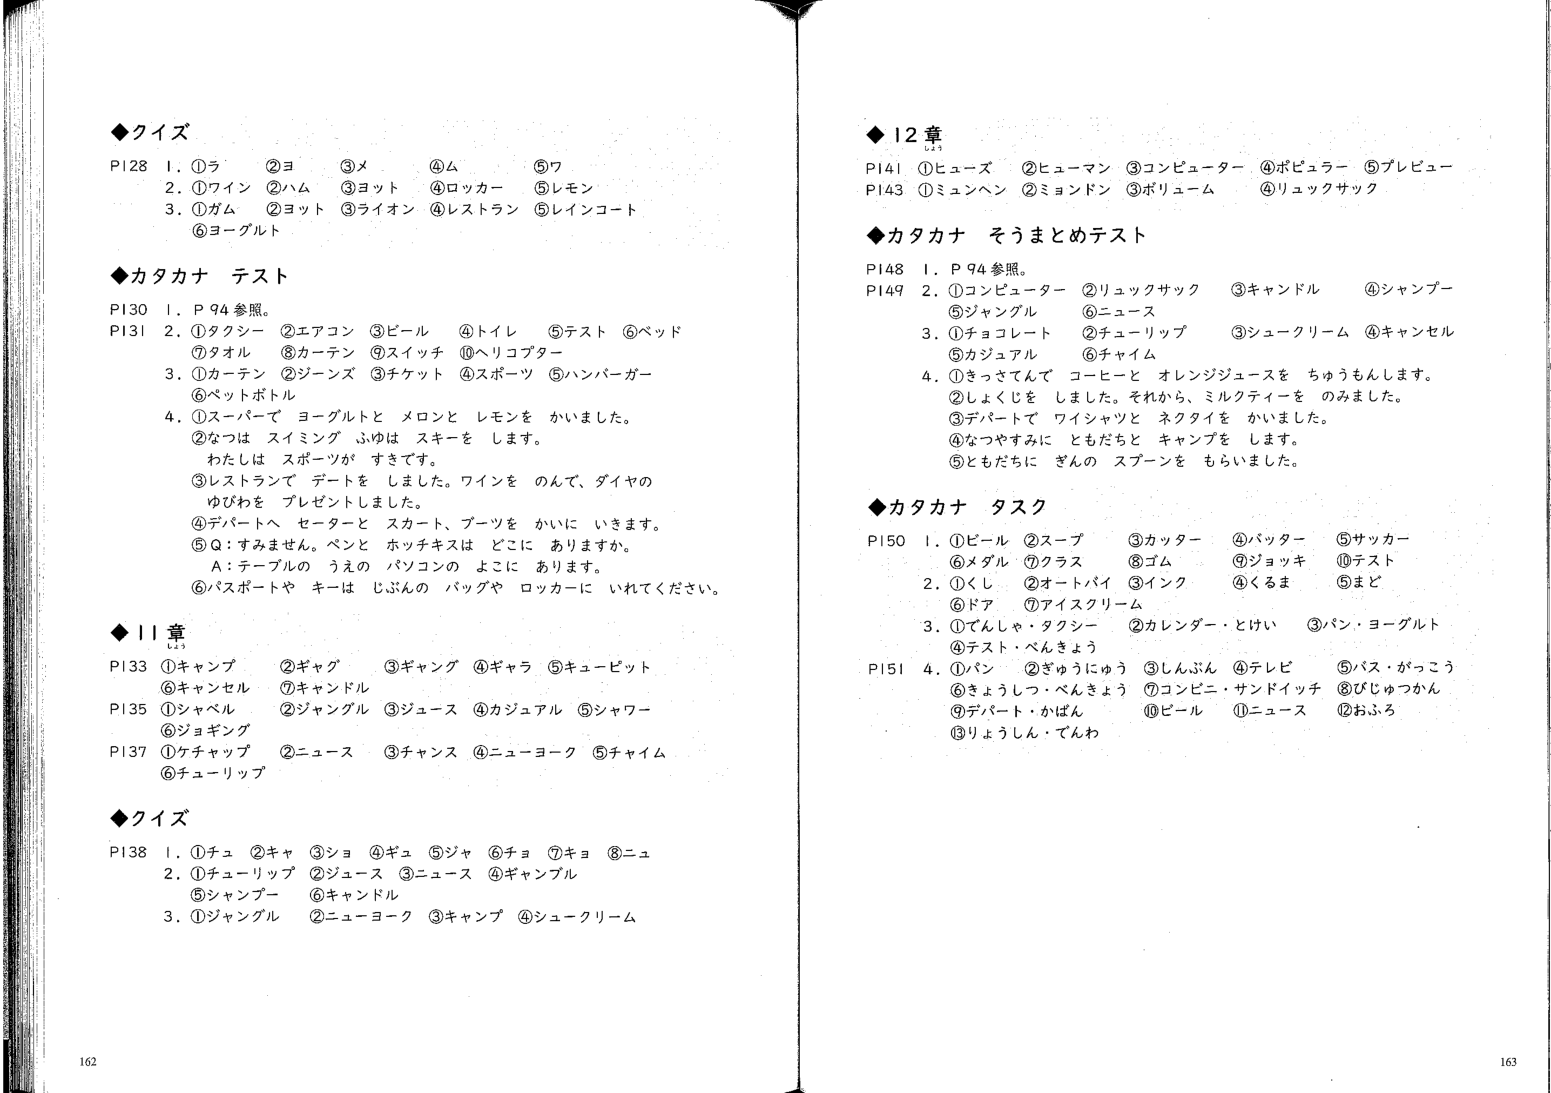 ◆クイズ
P128 1. ①ラ ②ヨ ③メ ④ム ⑤ワ
2. ①ワイン ②ハム ③ヨット ④ロッカー ⑤レモン
3. ①ガム ②ヨット ③ライオン ④レストラン ⑤レインコート
⑥ヨーグルト
◆カタカナ テスト
P130 1. P 94参照。
P131 2. ①タクシー ②エアコン ③ビール ④トイレ ⑤テスト ⑥ベッド
⑦タオル ⑧カーテン ⑨スイッチ ⑩ヘリコプター
3. ①カーテン ②ジーンズ ③チケット ④スポーツ ⑤ハンバーガー
⑥ペットボトル
4. ①スーパーで ヨーグルトと メロンと レモンを かいました。
②なつは スイミング ふゆは スキーを します。
わたしは スポーツが すきです。
③レストランで デートを しました。ワインを のんで、ダイヤの
ゆびわを プレゼントしました。
④デパートへ セーターと スカート、ブーツを かいに いきます。
⑤Q：すみません。ペンと ホッチキスは どこに ありますか。
A：テーブルの うえの パソコンの よこに あります。
⑥パスポートや キーは じぶんの バッグや ロッカーに いれてください。
◆11章
しょう
P133 ①キャンプ ②ギャグ ③ギャング ④ギャラ ⑤キューピット
⑥キャンセル ⑦キャンドル
P135 ①シャベル ②ジャングル ③ジュース ④カジュアル ⑤シャワー
⑥ジョギング
P137 ①ケチャップ ②ニュース ③チャンス ④ニューヨーク ⑤チャイム
⑥チューリップ
◆クイズ
P138 1. ①チュ ②キャ ③ショ ④ギュ ⑤ジャ ⑥チョ ⑦キョ ⑧ニュ
2. ①チューリップ ②ジュース ③ニュース ④ギャンブル
⑤シャンプー ⑥キャンドル
3. ①ジャングル ②ニューヨーク ③キャンプ ④シュークリーム
162
◆12章
しょう
P141 ①ヒューズ ②ヒューマン ③コンピューター ④ポピュラー ⑤プレビュー
P143 ①ミュンヘン ②ミョンドン ③ボリューム ④リュックサック
◆カタカナ そうまとめテスト
P148 1. P 94参照。
P149 2. ①コンピューター ②リュックサック ③キャンドル ④シャンプー
⑤ジャングル ⑥ニュース
3. ①チョコレート ②チューリップ ③シュークリーム ④キャンセル
⑤カジュアル ⑥チャイム
4. ①きっさてんで コーヒーと オレンジジュースを ちゅうもんします。
②しょくじを しました。それから、ミルクティーを のみました。
③デパートで ワイシャツと ネクタイを かいました。
④なつやすみに ともだちと キャンプを します。
⑤ともだちに ぎんの スプーンを もらいました。
◆カタカナ タスク
P150 1. ①ビール ②スープ ③カッター ④バッター ⑤サッカー
⑥メダル ⑦クラス ⑧ゴム ⑨ジョッキ ⑩テスト
2. ①くし ②オートバイ ③インク ④くるま ⑤まど
⑥ドア ⑦アイスクリーム
3. ①でんしゃ・タクシー ②カレンダー・とけい ③パン・ヨーグルト
④テスト・べんきょう
P151 4. ①パン ②ぎゅうにゅう ③しんぶん ④テレビ ⑤バス・がっこう
⑥きょうしつ・べんきょう ⑦コンビニ・サンドイッチ ⑧びじゅつかん
⑨デパート・かばん ⑩ビール ⑪ニュース ⑫おふろ
⑬りょうしん・でんわ
163